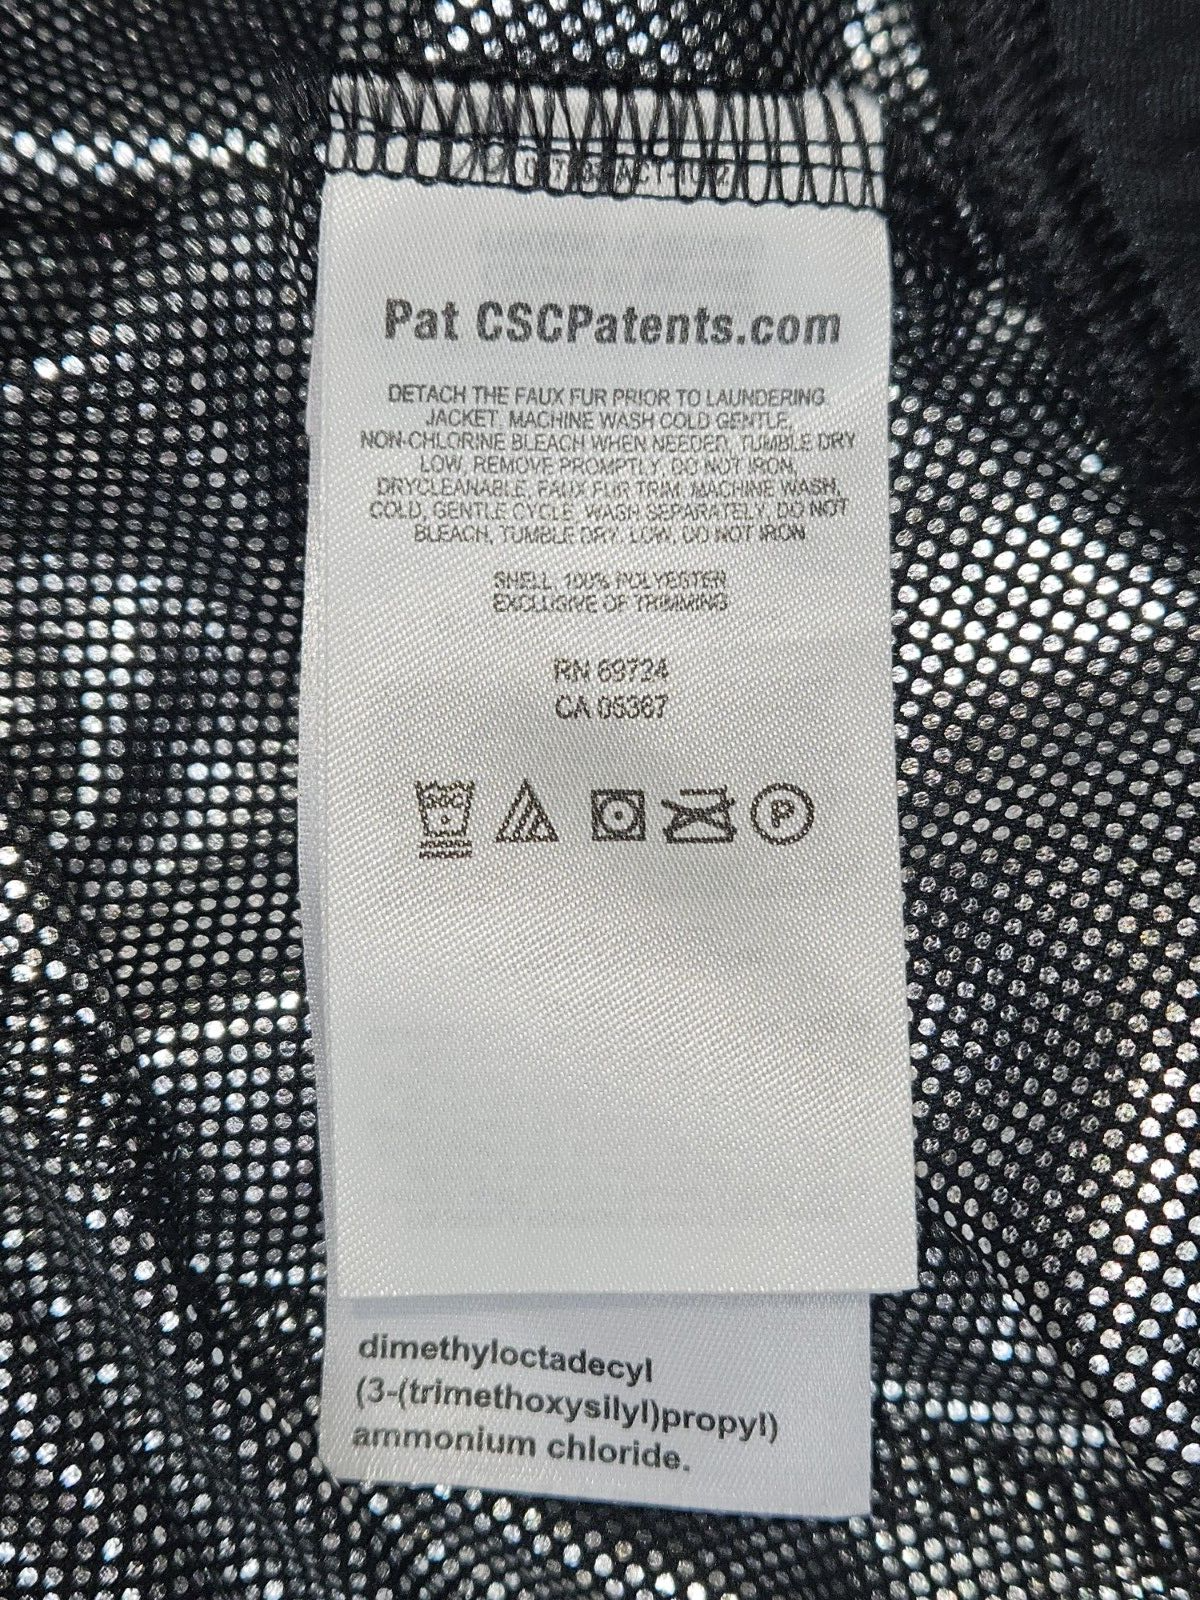 Pat CSCPatents.com
DETACH THE FAUX FUR PRIOR TO LAUNDERING
JACKET. MACHINE WASH COLD GENTLE,
NON-CHLORINE BLEACH WHEN NEEDED, TUMBLE DRY
LOW, REMOVE PROMPTLY, DO NOT IRON,
DRYCLEANABLE, FAUX FUR TRIM: MACHINE WASH,
COLD, GENTLE CYCLE, WASH SEPARATELY, DO NOT
BLEACH, TUMBLE DRY, LOW, DO NOT IRON
SHELL: 100% POLYESTER
EXCLUSIVE OF TRIMMING
RN 69724
CA 05367
30C
P
dimethyloctadecyl
(3-(trimethoxysilyl)propyl)
ammonium chloride.